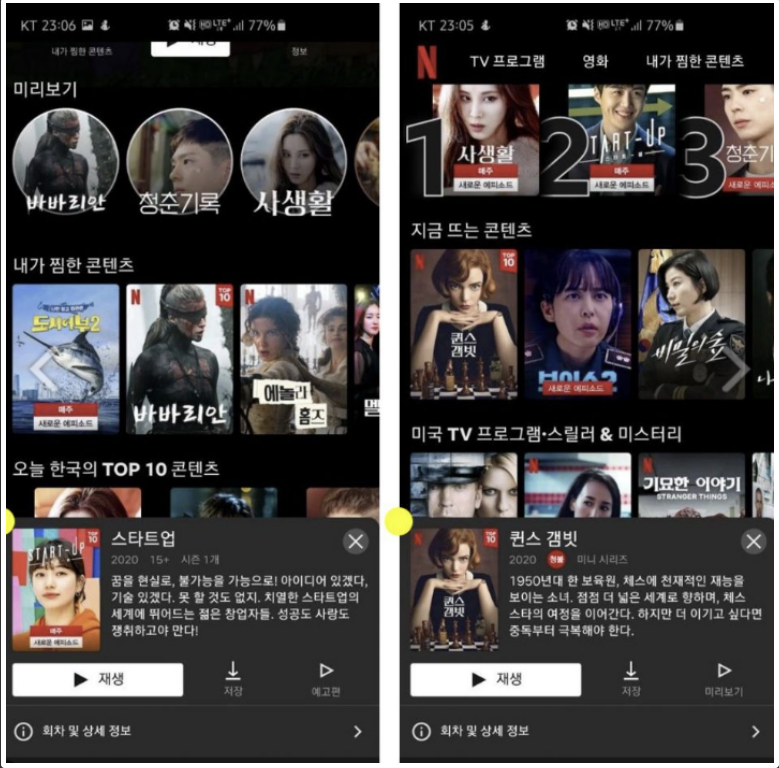 KT 23:06
77%
내가 찜한 콘텐츠
재생
정보
미리보기
바바리안
청춘기록
사생활
내가 찜한 콘텐츠
도시어부2
매주
새로운 에피소드
N
TOP 10
바바리안
N
에놀라
홈즈
오늘 한국의 TOP 10 콘텐츠
START-UP
TOP 10
매주
새로운 에피소드
스타트업
2020 15+ 시즌 1개
꿈을 현실로, 불가능을 가능으로! 아이디어 있겠다,
기술 있겠다. 못 할 것도 없지. 치열한 스타트업의
세계에 뛰어드는 젊은 창업자들. 성공도 사랑도
쟁취하고야 만다!
재생
저장
예고편
회차 및 상세 정보
KT 23:05
77%
N
TV 프로그램
영화
내가 찜한 콘텐츠
1
사생활
매주
새로운 에피소드
2
START-UP
매주
새로운 에피소드
3
청춘기
새로운 에피소
지금 뜨는 콘텐츠
N
TOP 10
퀸스
갬빗
보이스2
새로운 에피소드
비밀의 숲
미국 TV 프로그램·스릴러 & 미스터리
N
N
기묘한 이야기
STRANGER THINGS
N
TOP 10
퀸스
갬빗
퀸스 갬빗
2020 청불 미니 시리즈
1950년대 한 보육원, 체스에 천재적인 재능을
보이는 소녀. 점점 더 넓은 세계로 향하며, 체스
스타의 여정을 이어간다. 하지만 더 이기고 싶다면
중독부터 극복해야 한다.
재생
저장
미리보기
회차 및 상세 정보